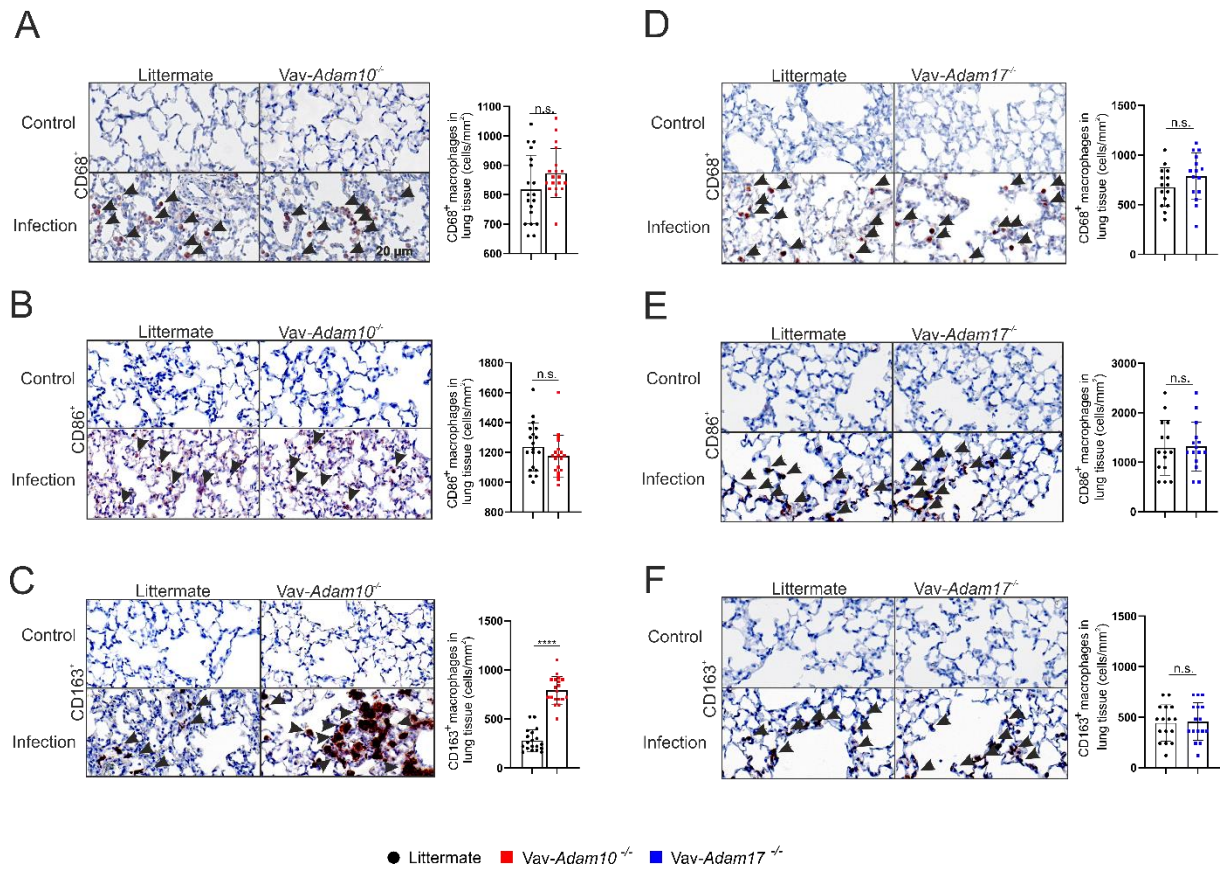 A
Littermate Vav-Adam10-/-
Control
CD68+
Infection
20 µm
CD68+ macrophages in
lung tissue (cells/mm²)
1100
1000
900
800
700
600
n.s.
D
Littermate Vav-Adam17-/-
Control
CD68+
Infection
CD68+ macrophages in
lung tissue (cells/mm²)
1500
1000
500
0
n.s.
B
Littermate Vav-Adam10-/-
Control
CD86+
Infection
CD86+ macrophages in
lung tissue (cells/mm²)
1800
1600
1400
1200
1000
800
n.s.
E
Littermate Vav-Adam17-/-
Control
CD86+
Infection
CD86+ macrophages in
lung tissue (cells/mm²)
3000
2000
1000
0
n.s.
C
Littermate Vav-Adam10-/-
Control
CD163+
Infection
CD163+ macrophages in
lung tissue (cells/mm²)
1500
1000
500
0
****
F
Littermate Vav-Adam17-/-
Control
CD163+
Infection
CD163+ macrophages in
lung tissue (cells/mm²)
1500
1000
500
0
n.s.
Littermate Vav-Adam10 -/- Vav-Adam17 -/-